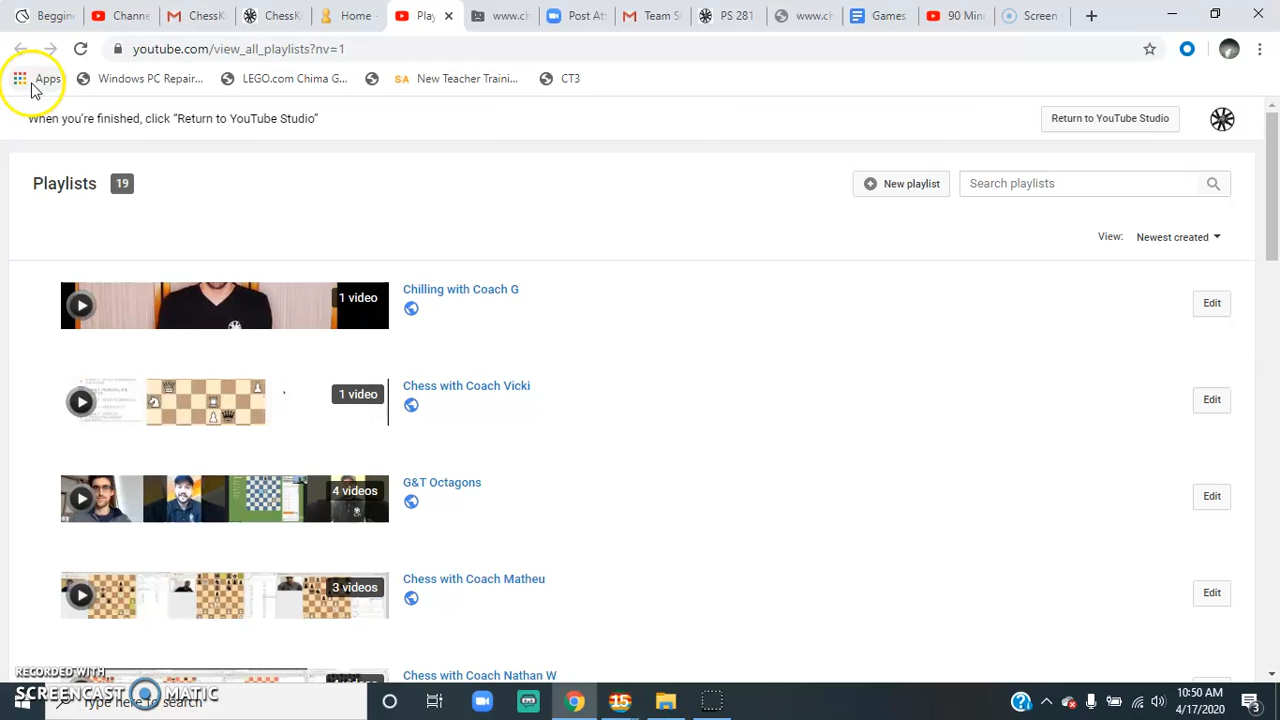 Beggin
Chann
ChessKi
ChessKi
Home -
Play
www.ch
Post At
Team S
PS 281
www.c
Games
90 Min
Screen
youtube.com/view_all_playlists?nv=1
Apps
Windows PC Repair...
LEGO.com Chima G...
SA New Teacher Traini...
CT3
When you're finished, click "Return to YouTube Studio"
Return to YouTube Studio
Playlists 19
New playlist
Search playlists
View: Newest created
1 video
Chilling with Coach G
Edit
1 video
Chess with Coach Vicki
Edit
4 videos
G&T Octagons
Edit
3 videos
Chess with Coach Matheu
Edit
Chess with Coach Nathan W
RECORDED WITH
SCREENCAST MATIC
Type here to search
15
10:50 AM
4/17/2020
3